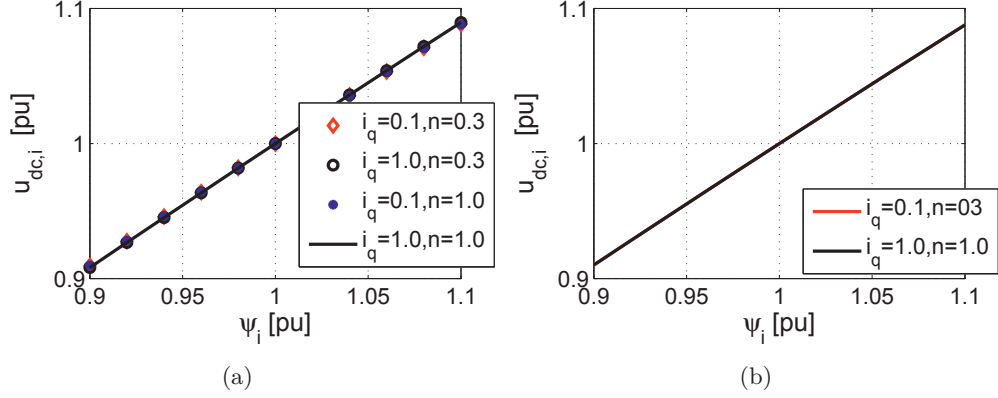 1.1
1
0.9
u_dc,i [pu]
0.9 0.95 1 1.05 1.1
ψ_i [pu]
i_q=0.1,n=0.3
i_q=1.0,n=0.3
i_q=0.1,n=1.0
i_q=1.0,n=1.0
(a)
1.1
1
0.9
u_dc,i [pu]
0.9 0.95 1 1.05 1.1
ψ_i [pu]
i_q=0.1,n=03
i_q=1.0,n=1.0
(b)